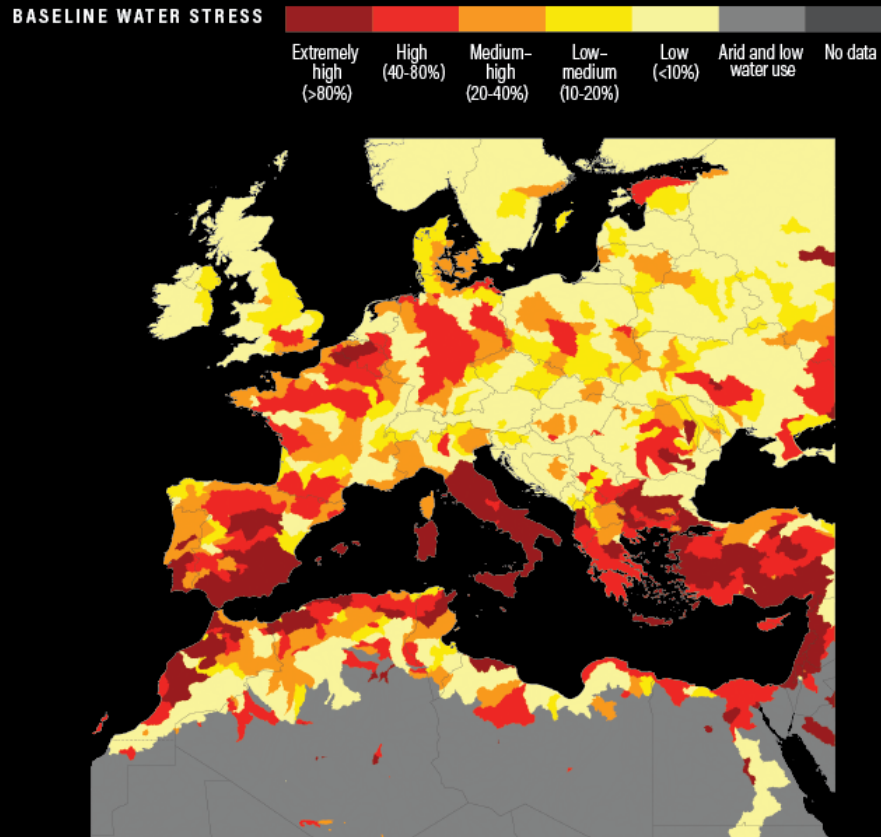 BASELINE WATER STRESS
Extremely
high
(>80%)
High
(40-80%)
Medium–
high
(20-40%)
Low–
medium
(10-20%)
Low
(<10%)
Arid and low
water use
No data